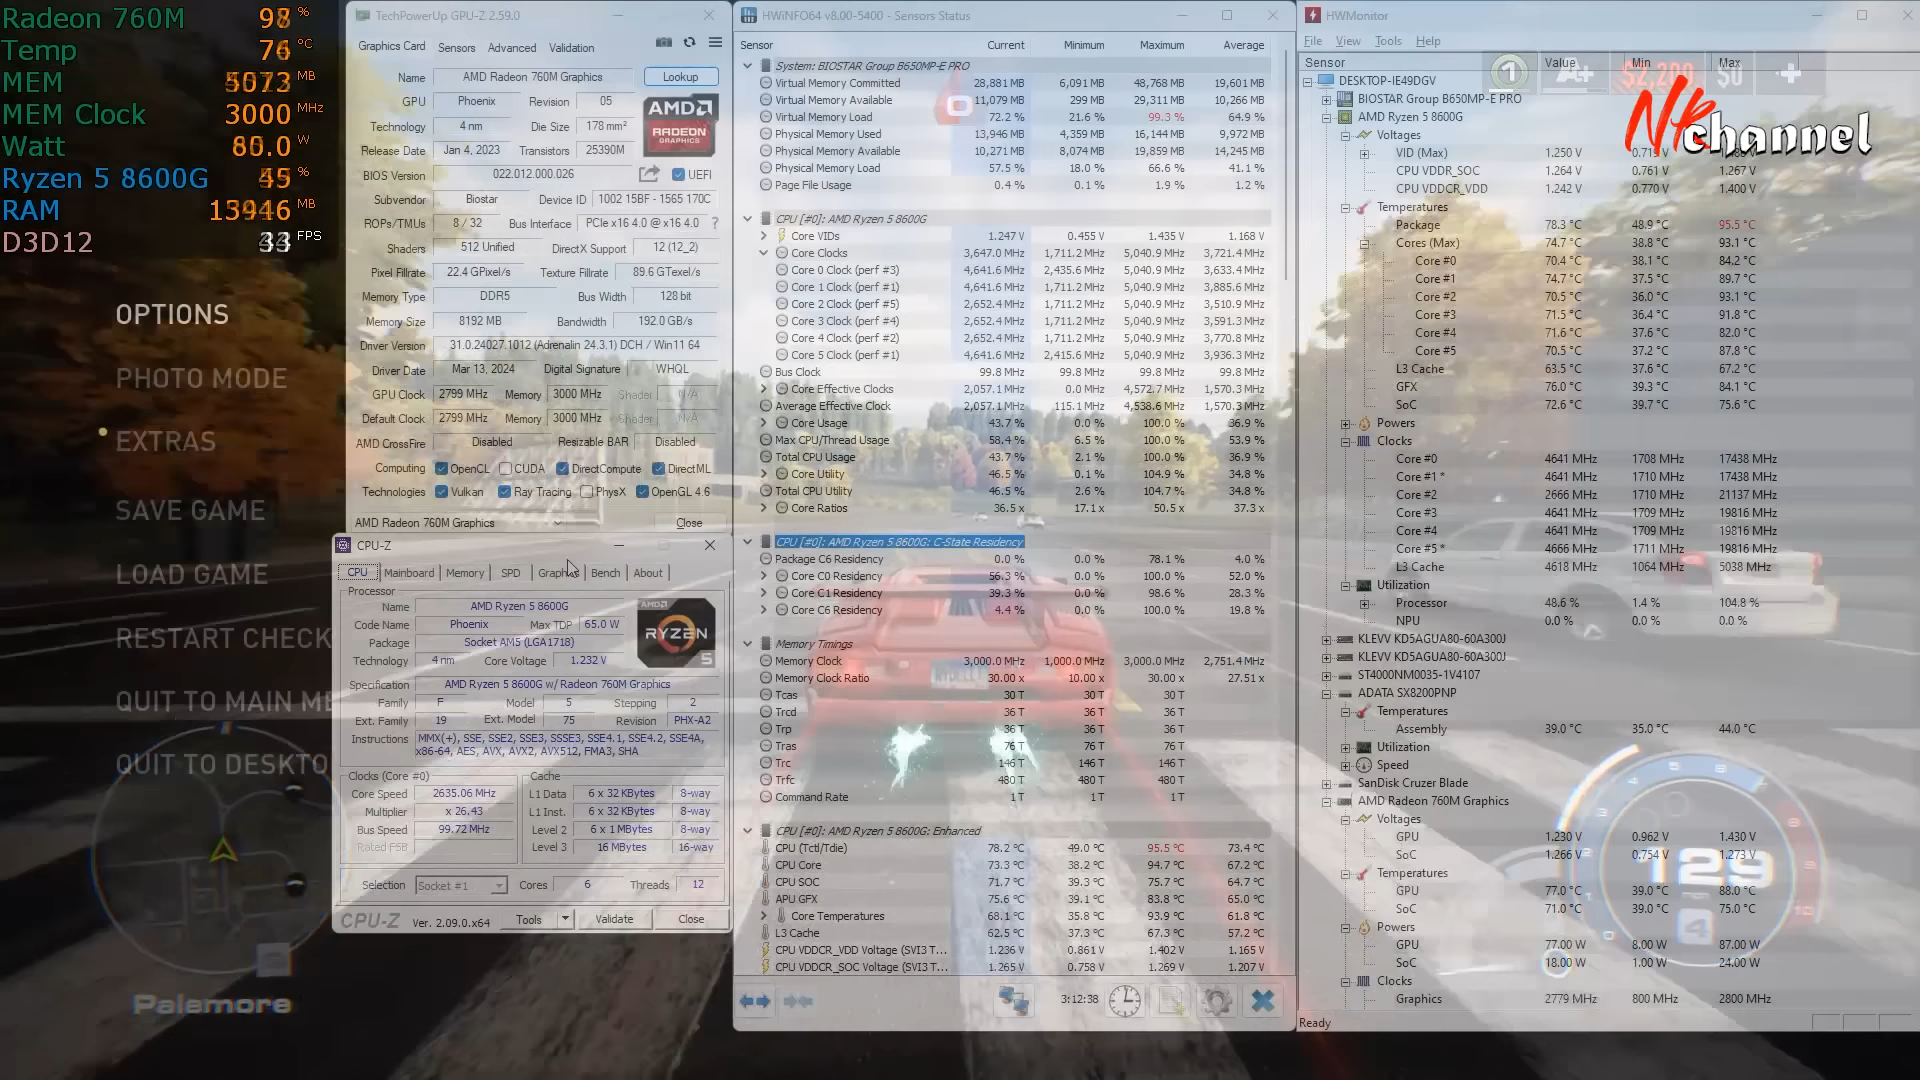 Radeon 760M 98 %
Temp °C
MEM 5073 MB
MEM Clock 3000 MHz
Watt W
Ryzen 5 8600G 45 %
RAM 13946 MB
D3D12 33 FPS
OPTIONS
PHOTO MODE
EXTRAS
SAVE GAME
LOAD GAME
RESTART CHECK
QUIT TO MAIN ME
QUIT TO DESKTO
Palemore
TechPowerUp GPU-Z 2.59.0
Graphics Card Sensors Advanced Validation
Name AMD Radeon 760M Graphics Lookup
GPU Phoenix Revision 05
AMD RADEON GRAPHICS
Technology 4 nm Die Size 178 mm²
Release Date Jan 4, 2023 Transistors 25390M
BIOS Version 022.012.000.026 UEFI
Subvendor Biostar Device ID 1002 15BF - 1565 170C
ROPs/TMUs 8 / 32 Bus Interface PCIe x16 4.0 @ x16 4.0 ?
Shaders 512 Unified DirectX Support 12 (12_2)
Pixel Fillrate 22.4 GPixel/s Texture Fillrate 89.6 GTexel/s
Memory Type DDR5 Bus Width 128 bit
Memory Size 8192 MB Bandwidth 192.0 GB/s
Driver Version 31.0.24027.1012 (Adrenalin 24.3.1) DCH / Win11 64
Driver Date Mar 13, 2024 Digital Signature WHQL
GPU Clock 2799 MHz Memory 3000 MHz Shader N/A
Default Clock 2799 MHz Memory 3000 MHz Shader N/A
AMD CrossFire Disabled Resizable BAR Disabled
Computing OpenCL CUDA DirectCompute DirectML
Technologies Vulkan Ray Tracing PhysX OpenGL 4.6
AMD Radeon 760M Graphics Close
CPU-Z
CPU Mainboard Memory SPD Graphics Bench About
Processor
Name AMD Ryzen 5 8600G
Code Name Phoenix Max TDP 65.0 W
Package Socket AM5 (LGA1718)
Technology 4 nm Core Voltage 1.232 V
AMD RYZEN 5
Specification AMD Ryzen 5 8600G w/ Radeon 760M Graphics
Family F Model 5 Stepping 2
Ext. Family 19 Ext. Model 75 Revision PHX-A2
Instructions MMX(+), SSE, SSE2, SSE3, SSSE3, SSE4.1, SSE4.2, SSE4A,
x86-64, AES, AVX, AVX2, AVX512, FMA3, SHA
Clocks (Core #0) Cache
Core Speed 2635.06 MHz L1 Data 6 x 32 KBytes 8-way
Multiplier x 26.43 L1 Inst. 6 x 32 KBytes 8-way
Bus Speed 99.72 MHz Level 2 6 x 1 MBytes 8-way
Rated FSB Level 3 16 MBytes 16-way
Selection Socket #1 Cores 6 Threads 12
CPU-Z Ver. 2.09.0.x64 Tools Validate Close
HWiNFO64 v8.00-5400 - Sensors Status
Sensor Current Minimum Maximum Average
System: BIOSTAR Group B650MP-E PRO
Virtual Memory Committed 28,881 MB 6,091 MB 48,768 MB 19,601 MB
Virtual Memory Available 11,079 MB 299 MB 29,311 MB 10,266 MB
Virtual Memory Load 72.2 % 21.6 % 99.3 % 64.9 %
Physical Memory Used 13,946 MB 4,359 MB 16,144 MB 9,972 MB
Physical Memory Available 10,271 MB 8,074 MB 19,859 MB 14,245 MB
Physical Memory Load 57.5 % 18.0 % 66.6 % 41.1 %
Page File Usage 0.4 % 0.1 % 1.9 % 1.2 %
CPU [#0]: AMD Ryzen 5 8600G
Core VIDs 1.247 V 0.455 V 1.435 V 1.168 V
Core Clocks 3,647.0 MHz 1,711.2 MHz 5,040.9 MHz 3,721.4 MHz
Core 0 Clock (perf #3) 4,641.6 MHz 2,435.6 MHz 5,040.9 MHz 3,633.4 MHz
Core 1 Clock (perf #1) 4,641.6 MHz 1,711.2 MHz 5,040.9 MHz 3,885.6 MHz
Core 2 Clock (perf #5) 2,652.4 MHz 1,711.2 MHz 5,040.9 MHz 3,510.9 MHz
Core 3 Clock (perf #4) 2,652.4 MHz 1,711.2 MHz 5,040.9 MHz 3,591.3 MHz
Core 4 Clock (perf #2) 2,652.4 MHz 1,711.2 MHz 5,040.9 MHz 3,770.8 MHz
Core 5 Clock (perf #1) 4,641.6 MHz 2,415.6 MHz 5,040.9 MHz 3,936.3 MHz
Bus Clock 99.8 MHz 99.8 MHz 99.8 MHz 99.8 MHz
Core Effective Clocks 2,057.1 MHz 0.0 MHz 4,572.7 MHz 1,570.3 MHz
Average Effective Clock 2,057.1 MHz 115.1 MHz 4,538.6 MHz 1,570.3 MHz
Core Usage 43.7 % 0.0 % 100.0 % 36.9 %
Max CPU/Thread Usage 58.4 % 6.5 % 100.0 % 53.9 %
Total CPU Usage 43.7 % 2.1 % 100.0 % 36.9 %
Core Utility 46.5 % 0.1 % 104.9 % 34.8 %
Total CPU Utility 46.5 % 2.6 % 104.7 % 34.8 %
Core Ratios 36.5 x 17.1 x 50.5 x 37.3 x
CPU [#0]: AMD Ryzen 5 8600G: C-State Residency
Package C6 Residency 0.0 % 0.0 % 78.1 % 4.0 %
Core C0 Residency 56.3 % 0.0 % 100.0 % 52.0 %
Core C1 Residency 39.3 % 0.0 % 98.6 % 28.3 %
Core C6 Residency 4.4 % 0.0 % 100.0 % 19.8 %
Memory Timings
Memory Clock 3,000.0 MHz 1,000.0 MHz 3,000.0 MHz 2,751.4 MHz
Memory Clock Ratio 30.00 x 10.00 x 30.00 x 27.51 x
Tcas 30 T 30 T 30 T
Trcd 36 T 36 T 36 T
Trp 36 T 36 T 36 T
Tras 76 T 76 T 76 T
Trc 146 T 146 T 146 T
Trfc 480 T 480 T 480 T
Command Rate 1 T 1 T 1 T
CPU [#0]: AMD Ryzen 5 8600G: Enhanced
CPU (Tctl/Tdie) 78.2 °C 49.0 °C 95.5 °C 73.4 °C
CPU Core 73.3 °C 38.2 °C 94.7 °C 67.2 °C
CPU SOC 71.7 °C 39.3 °C 75.7 °C 64.7 °C
APU GFX 75.6 °C 39.1 °C 83.8 °C 65.0 °C
Core Temperatures 68.1 °C 35.8 °C 93.9 °C 61.8 °C
L3 Cache 62.5 °C 37.3 °C 67.3 °C 57.2 °C
CPU VDDCR_VDD Voltage (SVI3 T... 1.236 V 0.861 V 1.402 V 1.165 V
CPU VDDCR_SOC Voltage (SVI3 T... 1.265 V 0.758 V 1.269 V 1.207 V
3:12:38
HWMonitor
File View Tools Help
Sensor Value Min Max
1 A+ $2,200 $0
NK channel
DESKTOP-IE49DGV
BIOSTAR Group B650MP-E PRO
AMD Ryzen 5 8600G
Voltages
VID (Max) 1.250 V
CPU VDDR_SOC 1.264 V 0.761 V 1.267 V
CPU VDDCR_VDD 1.242 V 0.770 V 1.400 V
Temperatures
Package 78.3 °C 48.9 °C 95.5 °C
Cores (Max) 74.7 °C 38.8 °C 93.1 °C
Core #0 70.4 °C 38.1 °C 84.2 °C
Core #1 74.7 °C 37.5 °C 89.7 °C
Core #2 70.5 °C 36.0 °C 93.1 °C
Core #3 71.5 °C 36.4 °C 91.8 °C
Core #4 71.6 °C 37.6 °C 82.0 °C
Core #5 70.5 °C 37.2 °C 87.8 °C
L3 Cache 63.5 °C 37.6 °C 67.2 °C
GFX 76.0 °C 39.3 °C 84.1 °C
SoC 72.6 °C 39.7 °C 75.6 °C
Powers
Clocks
Core #0 4641 MHz 1708 MHz 17438 MHz
Core #1 * 4641 MHz 1710 MHz 17438 MHz
Core #2 2666 MHz 1710 MHz 21137 MHz
Core #3 4641 MHz 1709 MHz 19816 MHz
Core #4 4641 MHz 1709 MHz 19816 MHz
Core #5 * 4666 MHz 1711 MHz 19816 MHz
L3 Cache 4618 MHz 1064 MHz 5038 MHz
Utilization
Processor 48.6 % 1.4 % 104.8 %
NPU 0.0 % 0.0 % 0.0 %
KLEVV KD5AGUA80-60A300J
KLEVV KD5AGUA80-60A300J
ST4000NM0035-1V4107
ADATA SX8200PNP
Temperatures
Assembly 39.0 °C 35.0 °C 44.0 °C
Utilization
Speed
SanDisk Cruzer Blade
AMD Radeon 760M Graphics
Voltages
GPU 1.230 V 0.962 V 1.430 V
SoC 1.266 V 0.754 V 1.273 V
Temperatures
GPU 77.0 °C 39.0 °C 88.0 °C
SoC 71.0 °C 39.0 °C 75.0 °C
Powers
GPU 77.00 W 8.00 W 87.00 W
SoC 18.00 W 1.00 W 24.00 W
Clocks
Graphics 2779 MHz 800 MHz 2800 MHz
129
4
Ready